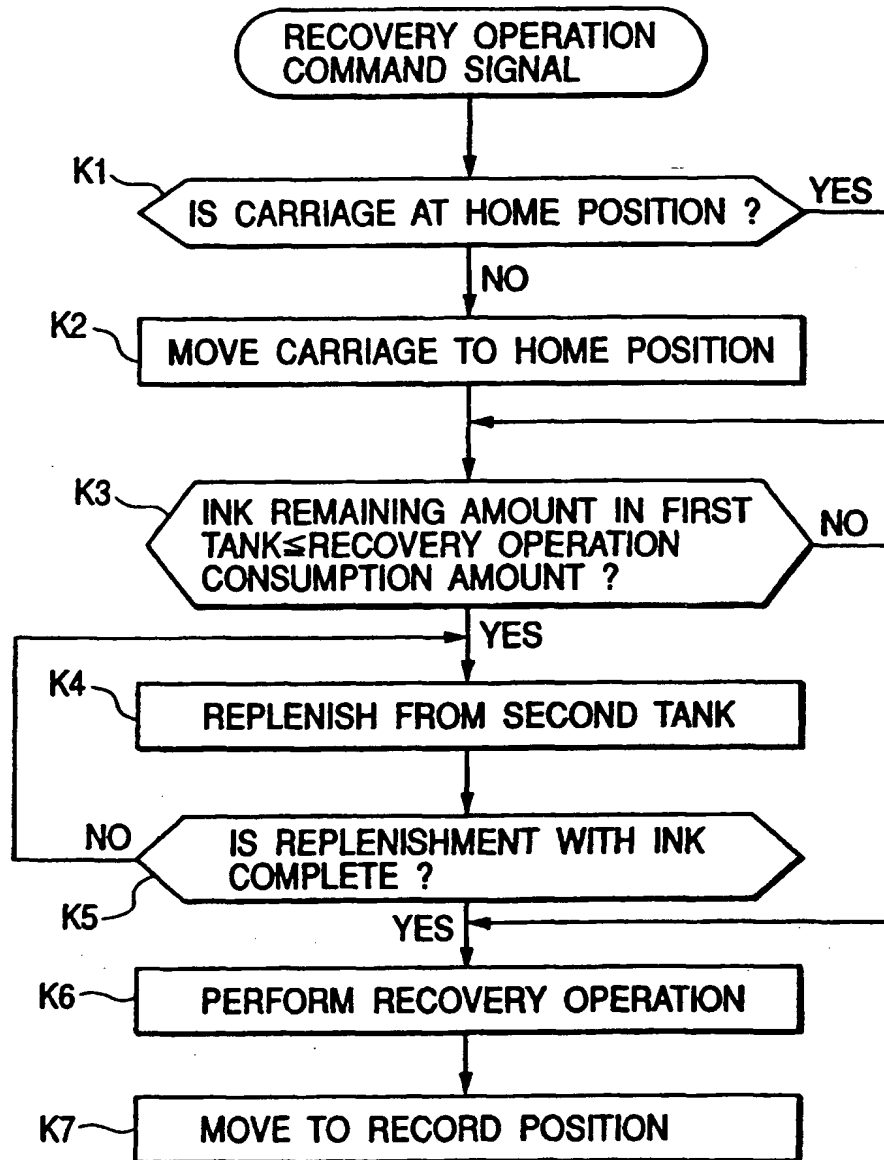 RECOVERY OPERATION
COMMAND SIGNAL
K1
IS CARRIAGE AT HOME POSITION ?
YES
NO
K2
MOVE CARRIAGE TO HOME POSITION
K3
INK REMAINING AMOUNT IN FIRST
TANK≦RECOVERY OPERATION
CONSUMPTION AMOUNT ?
NO
YES
K4
REPLENISH FROM SECOND TANK
NO
IS REPLENISHMENT WITH INK
COMPLETE ?
K5
YES
K6
PERFORM RECOVERY OPERATION
K7
MOVE TO RECORD POSITION